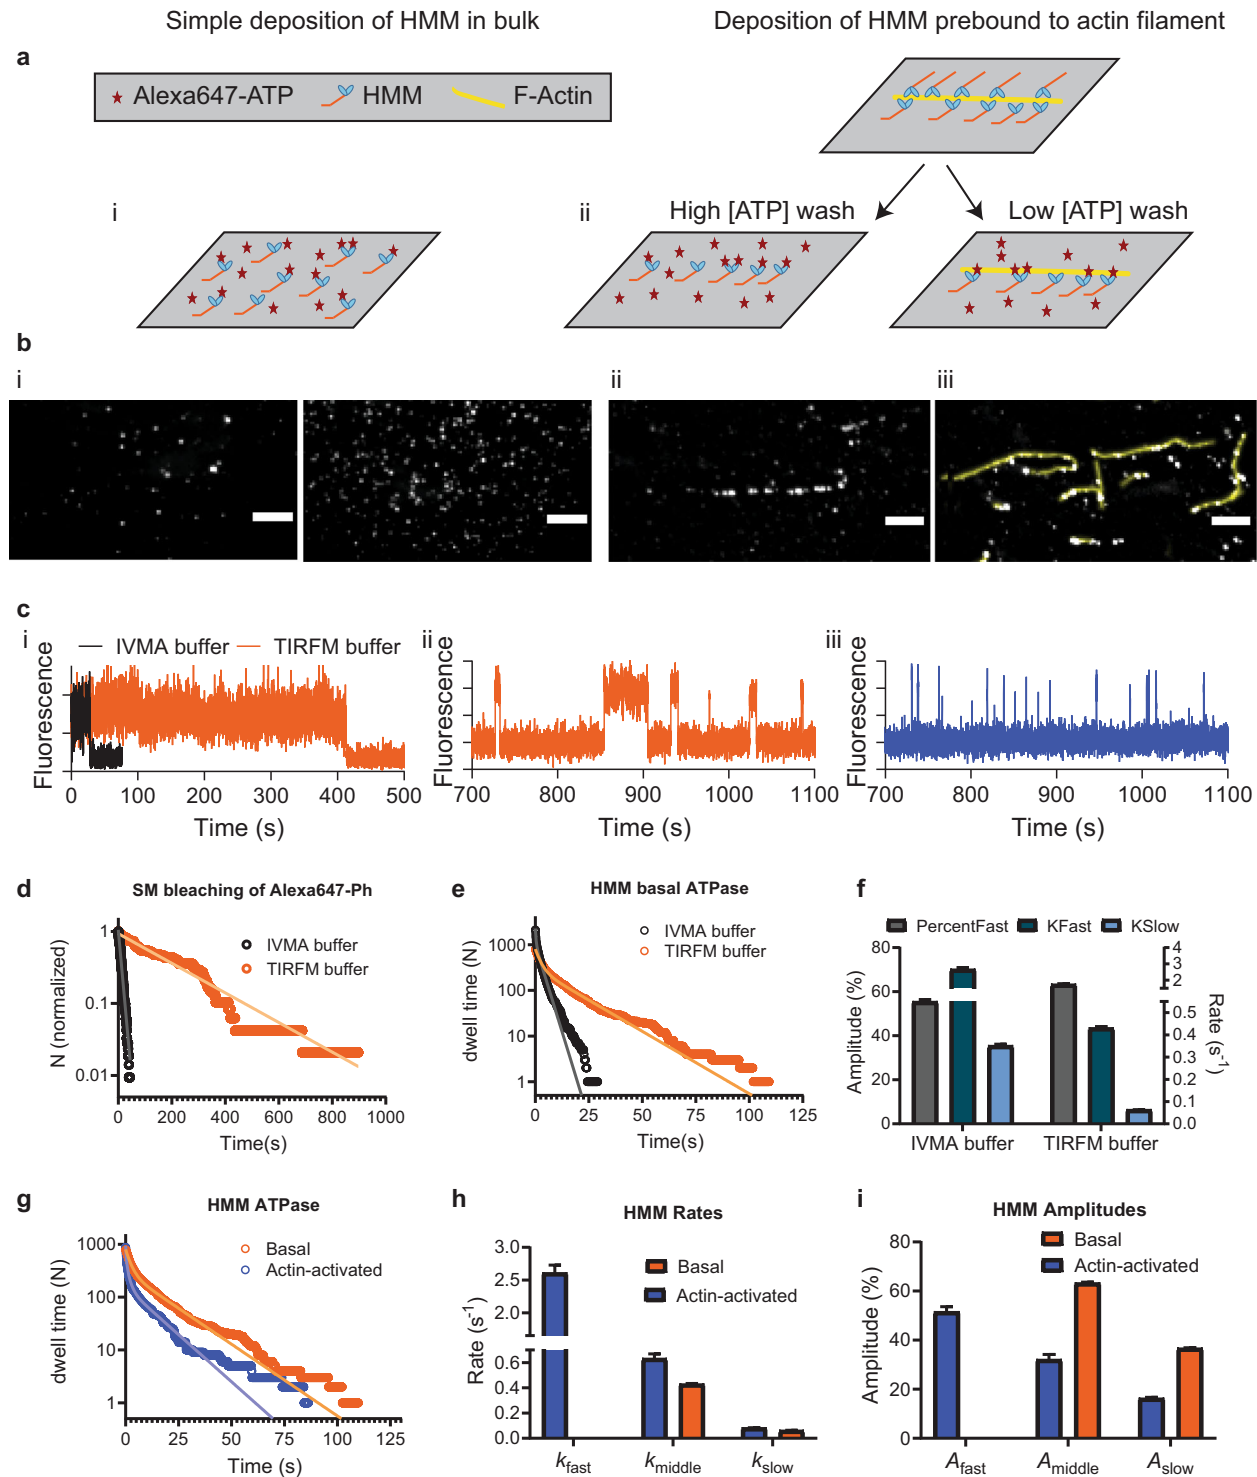 Simple deposition of HMM in bulk
Deposition of HMM prebound to actin filament
a
Alexa647-ATP
HMM
F-Actin
i
ii
High [ATP] wash
Low [ATP] wash
b
i
ii
iii
c
i
IVMA buffer
TIRFM buffer
Fluorescence
0 100 200 300 400 500
Time (s)
ii
Fluorescence
700 800 900 1000 1100
Time (s)
iii
Fluorescence
700 800 900 1000 1100
Time (s)
d
SM bleaching of Alexa647-Ph
IVMA buffer
TIRFM buffer
N (normalized)
1
0.1
0.01
0 200 400 600 800 1000
Time(s)
e
HMM basal ATPase
IVMA buffer
TIRFM buffer
dwell time (N)
1000
100
10
1
0 25 50 75 100 125
Time(s)
f
PercentFast
KFast
KSlow
Amplitude (%)
80
60
40
20
0
4
3
2
0.5
0.4
0.3
0.2
0.1
0.0
Rate (s⁻¹)
IVMA buffer
TIRFM buffer
g
HMM ATPase
Basal
Actin-activated
dwell time (N)
1000
100
10
1
0 25 50 75 100 125
Time (s)
h
HMM Rates
Basal
Actin-activated
Rate (s⁻¹)
3.0
2.5
2.0
0.6
0.4
0.2
0.0
k_fast
k_middle
k_slow
i
HMM Amplitudes
Basal
Actin-activated
Amplitude (%)
80
60
40
20
0
A_fast
A_middle
A_slow